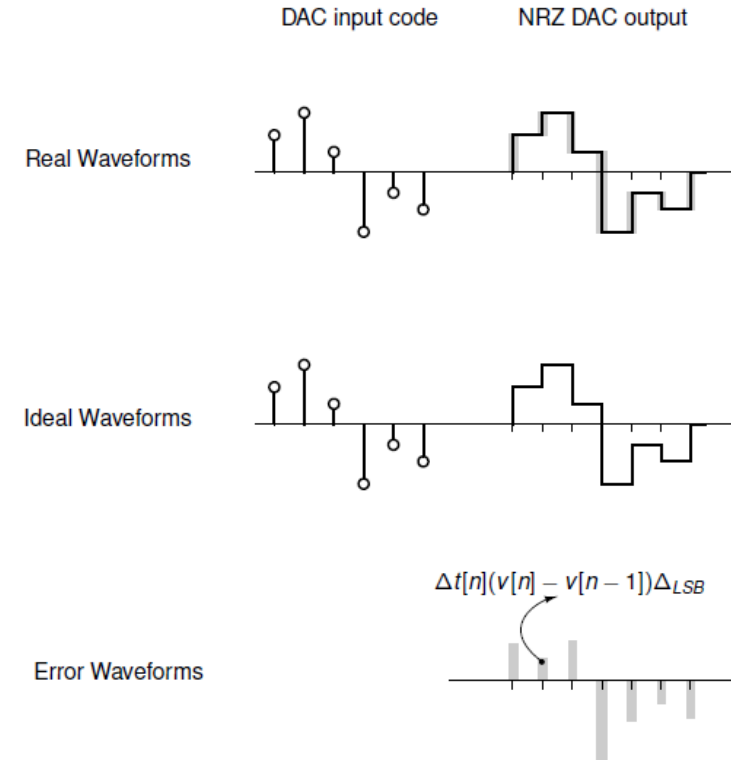 DAC input code NRZ DAC output
Real Waveforms
Ideal Waveforms
Δt[n](v[n] − v[n − 1])Δ_LSB
Error Waveforms